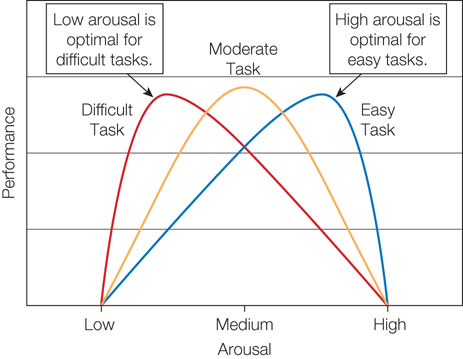 Low arousal is
optimal for
difficult tasks.
Moderate
Task
High arousal is
optimal for
easy tasks.
Difficult
Task
Easy
Task
Performance
Low
Medium
High
Arousal